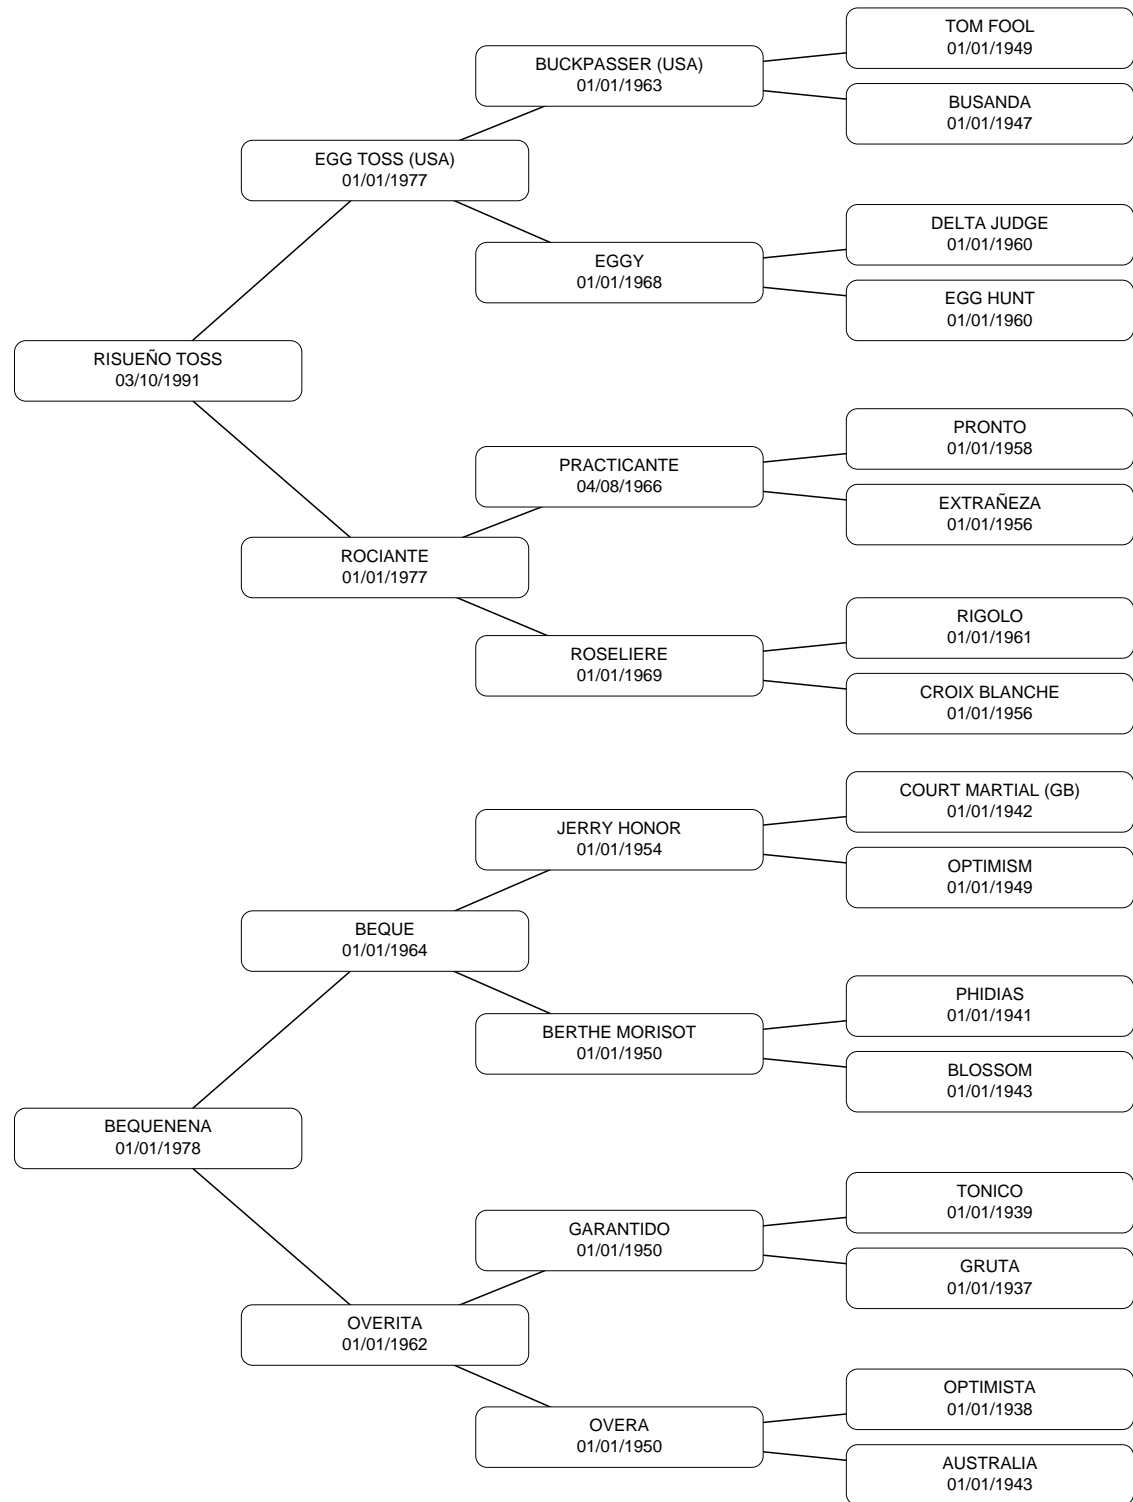 TOM FOOL
01/01/1949
BUCKPASSER (USA)
01/01/1963
BUSANDA
01/01/1947
EGG TOSS (USA)
01/01/1977
DELTA JUDGE
01/01/1960
EGGY
01/01/1968
EGG HUNT
01/01/1960
RISUEÑO TOSS
03/10/1991
PRONTO
01/01/1958
PRACTICANTE
04/08/1966
EXTRAÑEZA
01/01/1956
ROCIANTE
01/01/1977
RIGOLO
01/01/1961
ROSELIERE
01/01/1969
CROIX BLANCHE
01/01/1956
COURT MARTIAL (GB)
01/01/1942
JERRY HONOR
01/01/1954
OPTIMISM
01/01/1949
BEQUE
01/01/1964
PHIDIAS
01/01/1941
BERTHE MORISOT
01/01/1950
BLOSSOM
01/01/1943
BEQUENENA
01/01/1978
TONICO
01/01/1939
GARANTIDO
01/01/1950
GRUTA
01/01/1937
OVERITA
01/01/1962
OPTIMISTA
01/01/1938
OVERA
01/01/1950
AUSTRALIA
01/01/1943